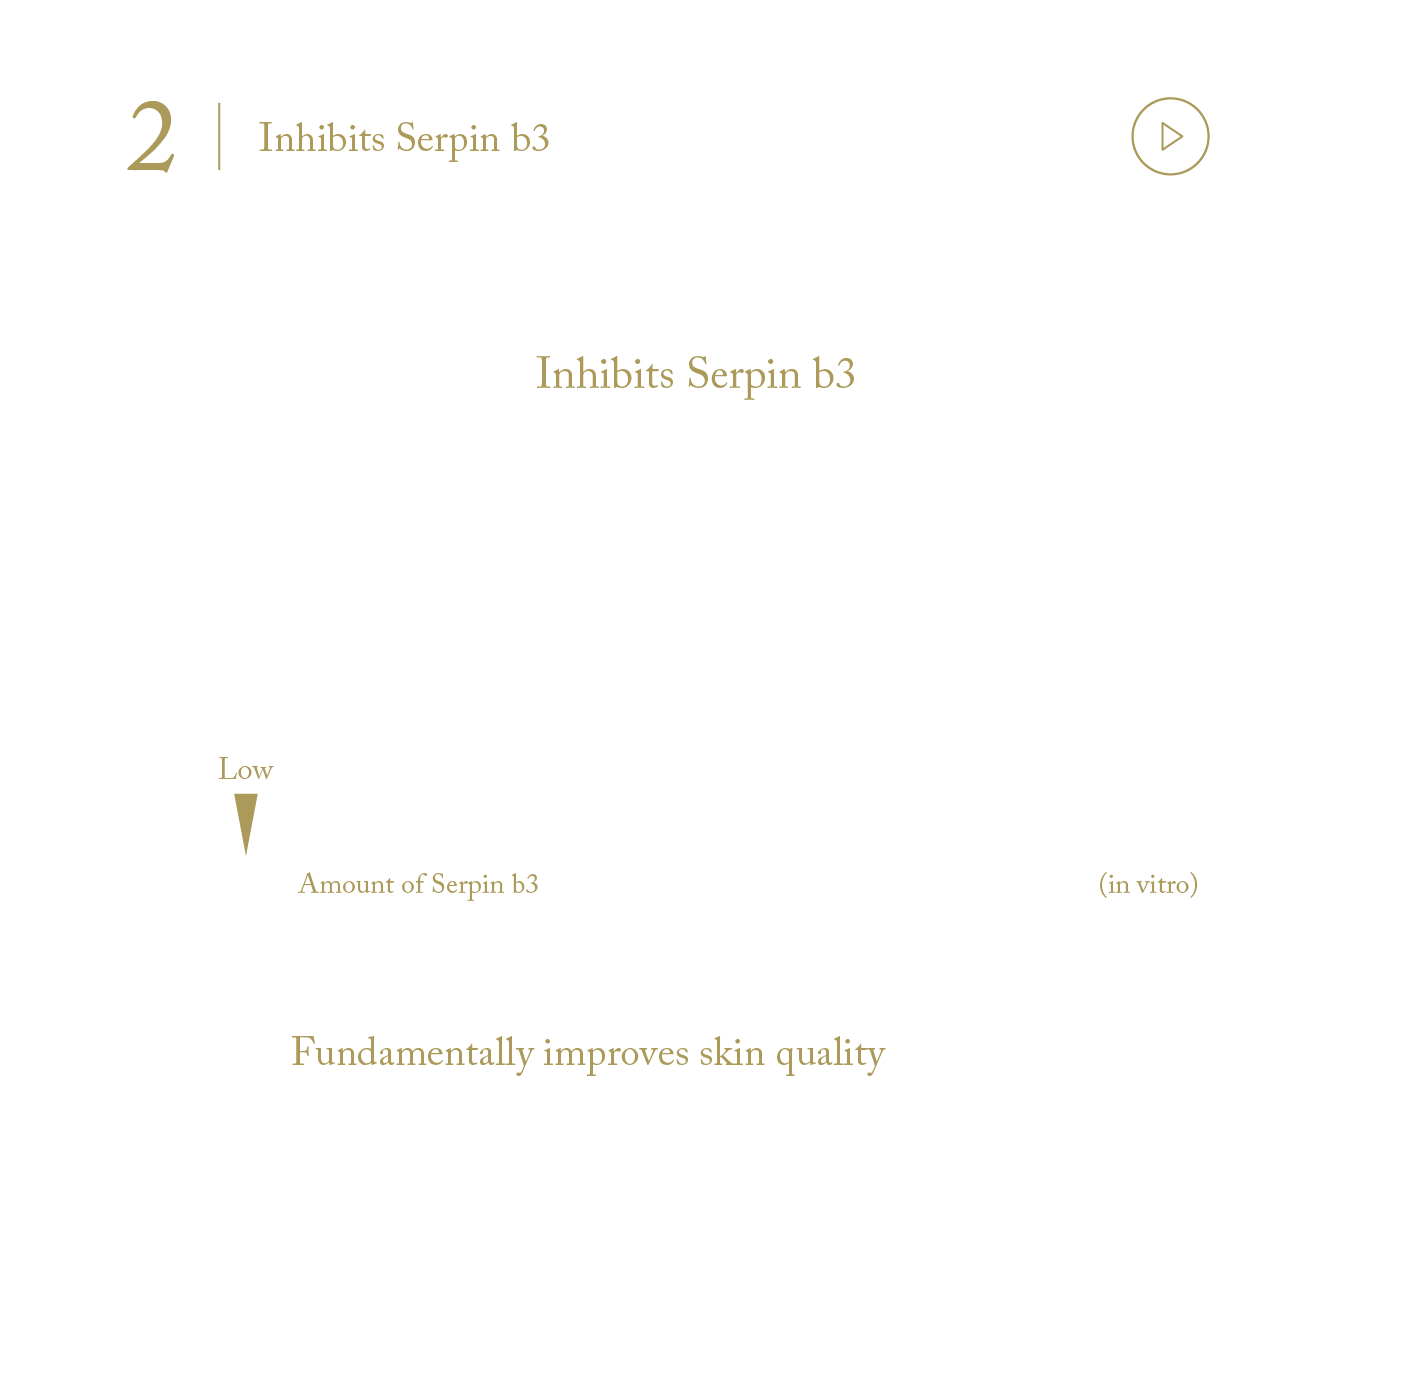 2
Inhibits Serpin b3
Inhibits Serpin b3
Low
Amount of Serpin b3
(in vitro)
Fundamentally improves skin quality